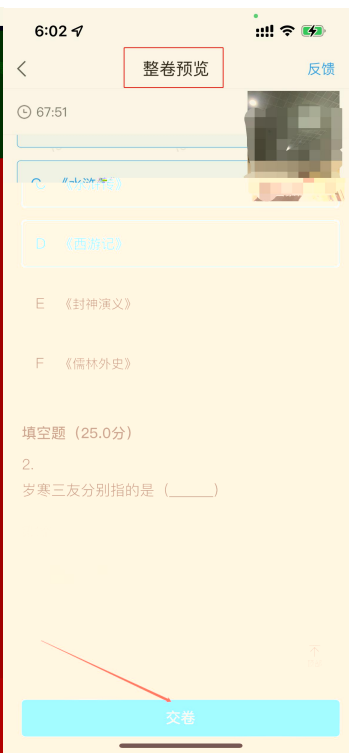 6:02
整卷预览
反馈
67:51
C 《水浒传》
D 《西游记》
E 《封神演义》
F 《儒林外史》
填空题（25.0分）
2.
岁寒三友分别指的是（______）
交卷